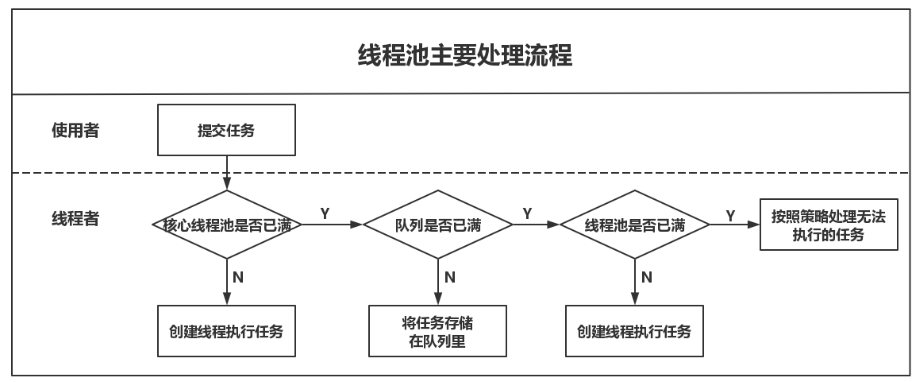 线程池主要处理流程
使用者
提交任务
线程者
核心线程池是否已满
Y
队列是否已满
Y
线程池是否已满
Y
按照策略处理无法
执行的任务
N
N
N
创建线程执行任务
将任务存储
在队列里
创建线程执行任务